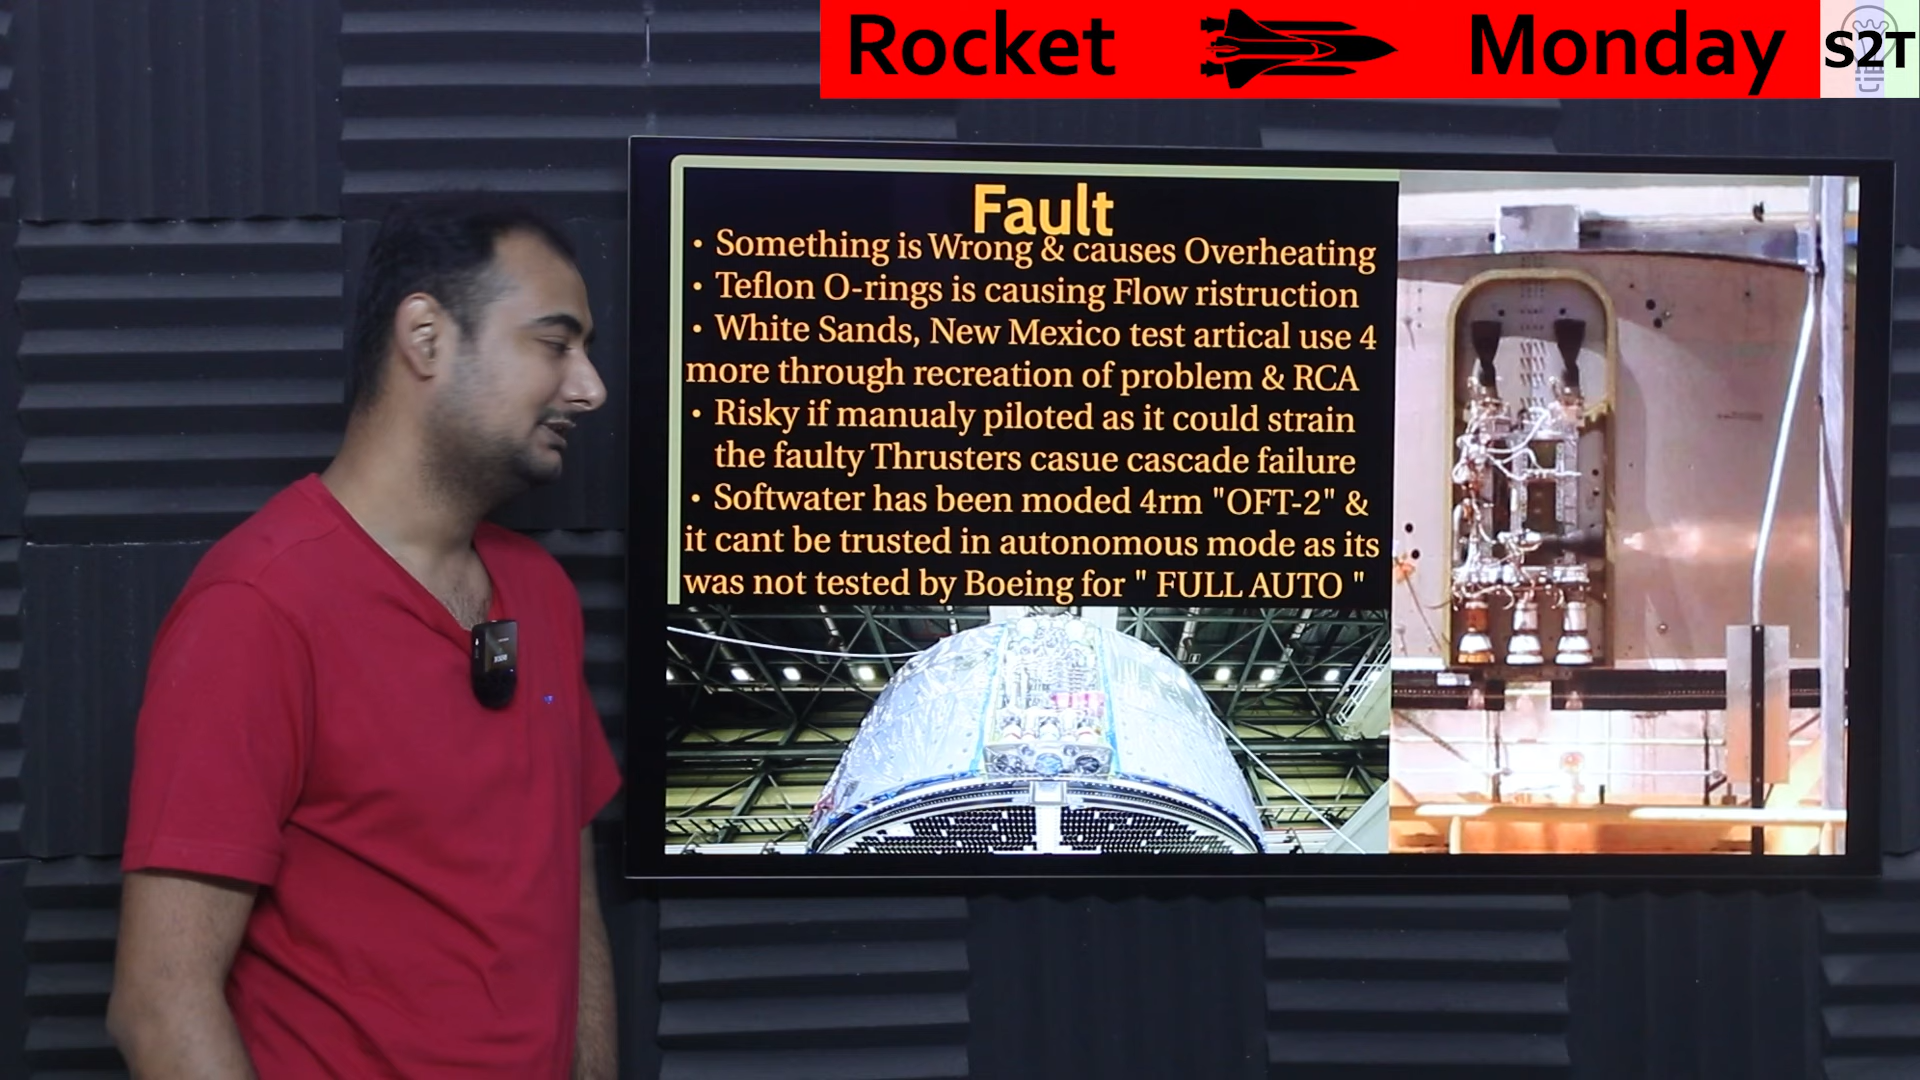 Rocket Monday S2T
Fault
• Something is Wrong & causes Overheating
• Teflon O-rings is causing Flow ristruction
• White Sands, New Mexico test artical use 4
more through recreation of problem & RCA
• Risky if manualy piloted as it could strain
the faulty Thrusters casue cascade failure
• Softwater has been moded 4rm "OFT-2" &
it cant be trusted in autonomous mode as its
was not tested by Boeing for " FULL AUTO "